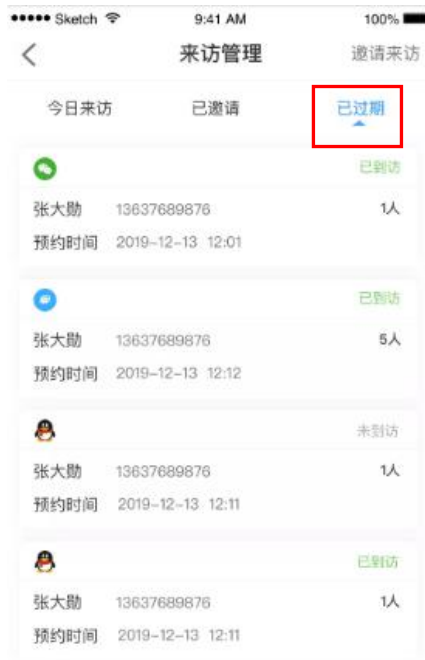 Sketch 9:41 AM 100%
来访管理 邀请来访
今日来访 已邀请 已过期
已到访
张大勋 13637689876 1人
预约时间 2019-12-13 12:01
已到访
张大勋 13637689876 5人
预约时间 2019-12-13 12:12
未到访
张大勋 13637689876 1人
预约时间 2019-12-13 12:11
已到访
张大勋 13637689876 1人
预约时间 2019-12-13 12:11